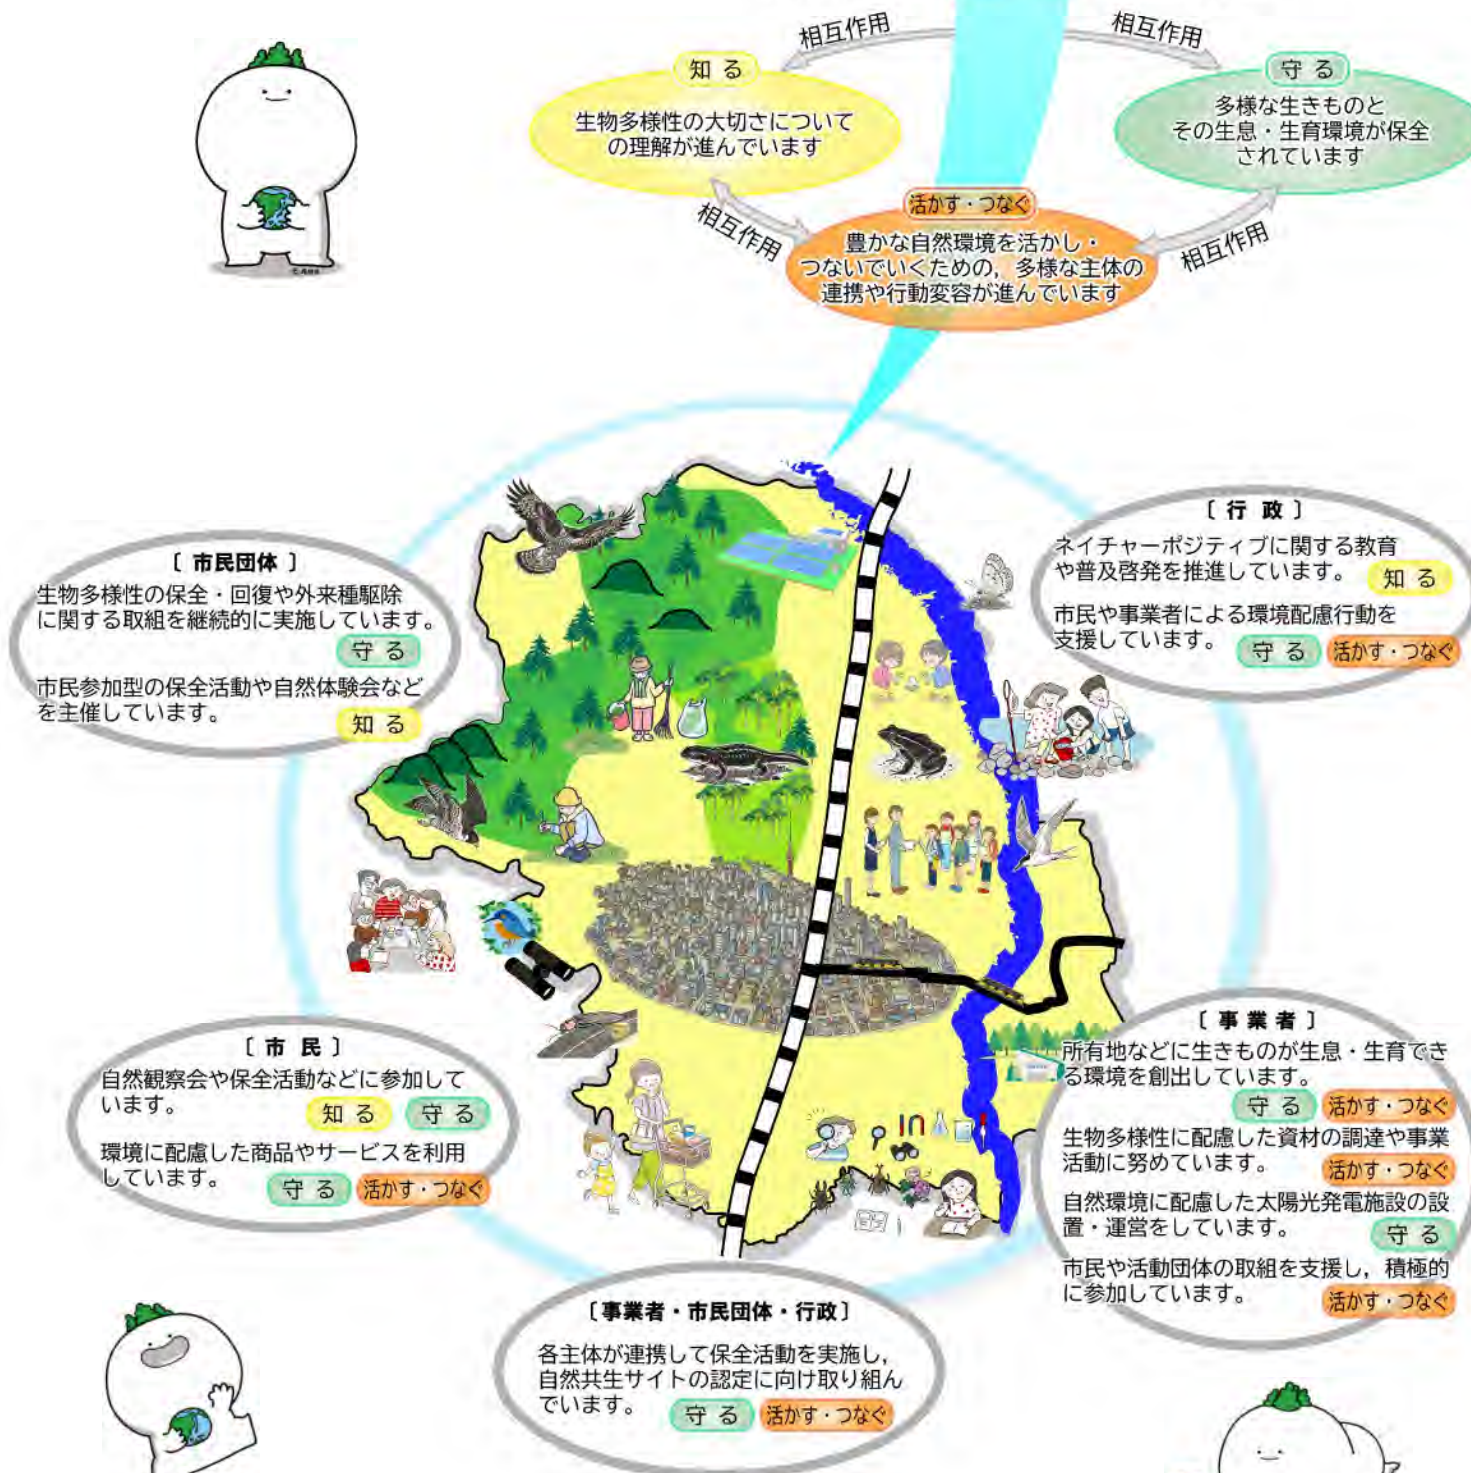 相互作用
相互作用
知る
生物多様性の大切さについて
の理解が進んでいます
守る
多様な生きものと
その生息・生育環境が保全
されています
相互作用
相互作用
活かす・つなぐ
豊かな自然環境を活かし・
つないでいくための，多様な主体の
連携や行動変容が進んでいます
〔市民団体〕
生物多様性の保全・回復や外来種駆除
に関する取組を継続的に実施しています。
守る
市民参加型の保全活動や自然体験会など
を主催しています。
知る
〔行政〕
ネイチャーポジティブに関する教育
や普及啓発を推進しています。
知る
市民や事業者による環境配慮行動を
支援しています。
守る 活かす・つなぐ
〔市民〕
自然観察会や保全活動などに参加して
います。
知る 守る
環境に配慮した商品やサービスを利用
しています。
守る 活かす・つなぐ
〔事業者〕
所有地などに生きものが生息・生育でき
る環境を創出しています。
守る 活かす・つなぐ
生物多様性に配慮した資材の調達や事業
活動に努めています。
活かす・つなぐ
自然環境に配慮した太陽光発電施設の設
置・運営をしています。
守る
市民や活動団体の取組を支援し，積極的
に参加しています。
活かす・つなぐ
〔事業者・市民団体・行政〕
各主体が連携して保全活動を実施し，
自然共生サイトの認定に向け取り組ん
でいます。
守る 活かす・つなぐ